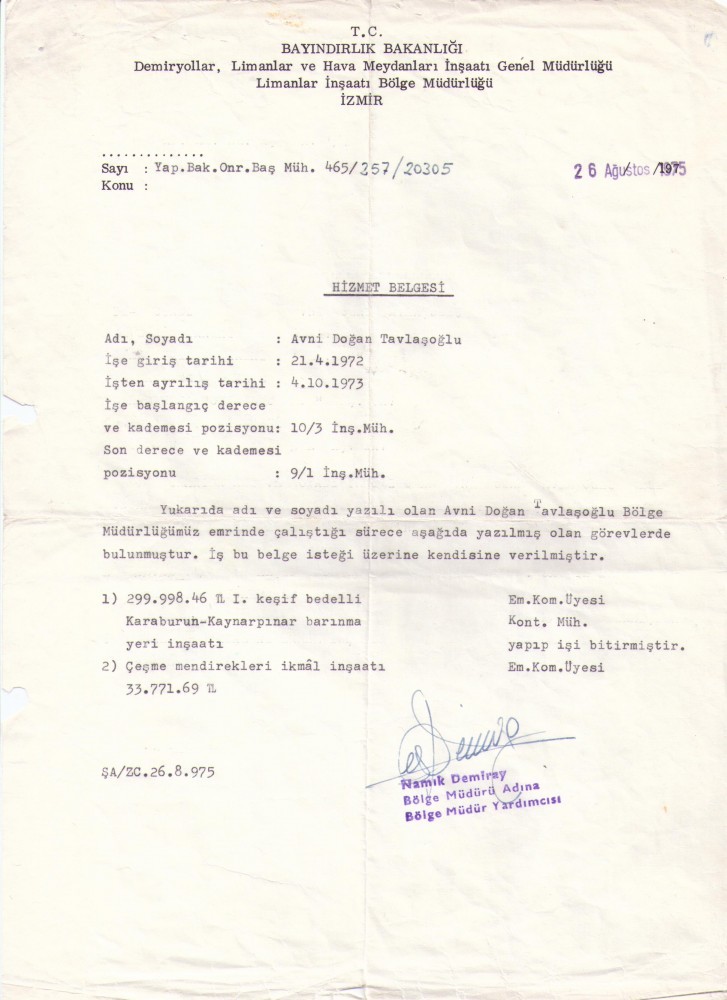 T.C.
BAYINDIRLIK BAKANLIĞI
Demiryollar, Limanlar ve Hava Meydanları İnşaatı Genel Müdürlüğü
Limanlar İnşaatı Bölge Müdürlüğü
İZMİR
..............
Sayı : Yap.Bak.Onr.Baş Müh. 465/357/20305
26 Ağustos 1975
Konu :
HİZMET BELGESİ
Adı, Soyadı : Avni Doğan Tavlaşoğlu
İşe giriş tarihi : 21.4.1972
İşten ayrılış tarihi : 4.10.1973
İşe başlangıç derece
ve kademesi pozisyonu: 10/3 İnş.Müh.
Son derece ve kademesi
pozisyonu : 9/1 İnş.Müh.
Yukarıda adı ve soyadı yazılı olan Avni Doğan Tavlaşoğlu Bölge
Müdürlüğümüz emrinde çalıştığı sürece aşağıda yazılmış olan görevlerde
bulunmuştur. İş bu belge isteği üzerine kendisine verilmiştir.
1) 299.998.46 TL I. keşif bedelli Em.Kom.Üyesi
Karaburun-Kaynarpınar barınma Kont. Müh.
yeri inşaatı yapıp işi bitirmiştir.
2) Çeşme mendirekleri ikmâl inşaatı Em.Kom.Üyesi
33.771.69 TL
ŞA/ZC.26.8.975
Namık Demiray
Bölge Müdürü Adına
Bölge Müdür Yardımcısı